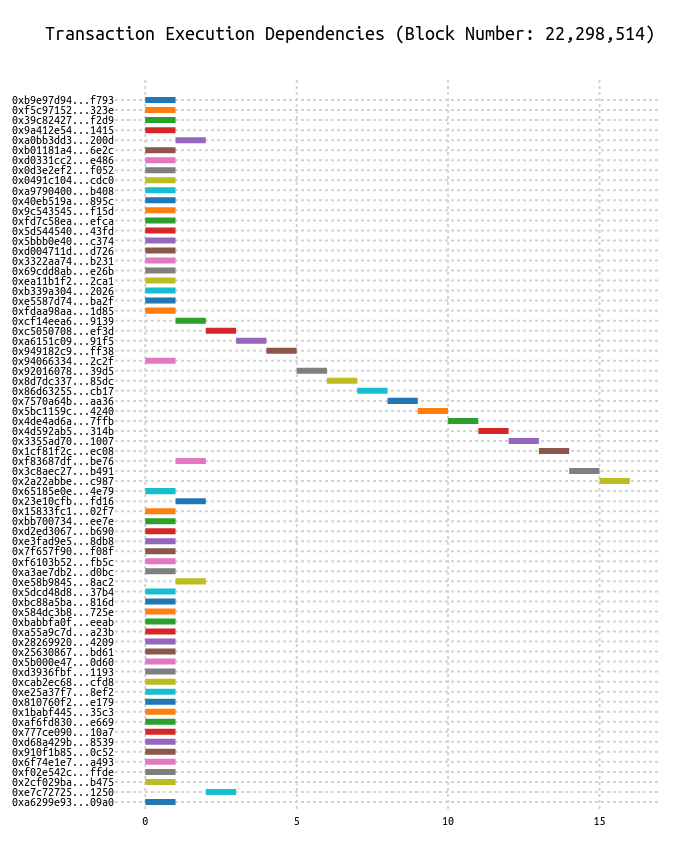 Transaction Execution Dependencies (Block Number: 22,298,514)
0xb9e97d94...f793
0xf5c97152...323e
0x39c82427...f2d9
0x9a412e54...1415
0xa0bb3dd3...200d
0xb01181a4...6e2c
0xd0331cc2...e486
0x0d3e2ef2...f052
0x0491c104...cdc0
0xa9790400...b408
0x40eb519a...895c
0x9c543545...f15d
0xfd7c58ea...efca
0x5d544540...43fd
0x5bbb0e40...c374
0xd004711d...d726
0x3322aa74...b231
0x69cdd8ab...e26b
0xea11b1f2...2ca1
0xb339a304...2026
0xe5587d74...ba2f
0xfdaa98aa...1d85
0xcf14eea6...9139
0xc5050708...ef3d
0xa6151c09...91f5
0x949182c9...ff38
0x94066334...2c2f
0x92016078...39d5
0x8d7dc337...85dc
0x86d63255...cb17
0x7570a64b...aa36
0x5bc1159c...4240
0x4de4ad6a...7ffb
0x4d592ab5...314b
0x3355ad70...1007
0x1cf81f2c...ec08
0xf83687df...be76
0x3c8aec27...b491
0x2a22abbe...c987
0x65185e0e...4e79
0x23e10cfb...fd16
0x15833fc1...02f7
0xbb700734...ee7e
0xd2ed3067...b690
0xe3fad9e5...8db8
0x7f657f90...f08f
0xf6103b52...fb5c
0xa3ae7db2...d0bc
0xe58b9845...8ac2
0x5dcd48d8...37b4
0xbc88a5ba...816d
0x584dc3b8...725e
0xbabbfa0f...eeab
0xa55a9c7d...a23b
0x28269920...4209
0x25630867...bd61
0x5b000e47...0d60
0xd3936fbf...1193
0xcab2ec68...cfd8
0xe25a37f7...8ef2
0x810760f2...e179
0x1babf445...35c3
0xaf6fd830...e669
0x777ce090...10a7
0xd68a429b...8539
0x910f1b85...0c52
0x6f74e1e7...a493
0xf02e542c...ffde
0x2cf029ba...b475
0xe7c72725...1250
0xa6299e93...09a0
0 5 10 15